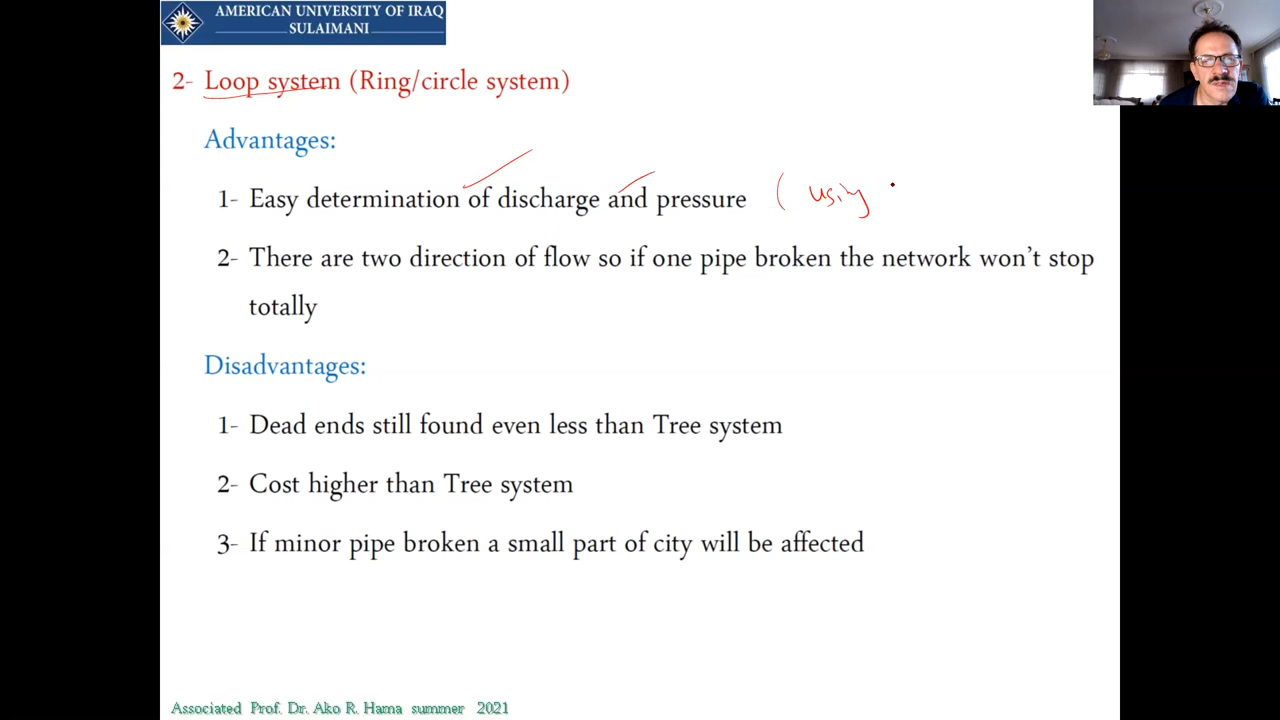 AMERICAN UNIVERSITY OF IRAQ
SULAIMANI
2- Loop system (Ring/circle system)
Advantages:
1- Easy determination of discharge and pressure ( using
2- There are two direction of flow so if one pipe broken the network won't stop
totally
Disadvantages:
1- Dead ends still found even less than Tree system
2- Cost higher than Tree system
3- If minor pipe broken a small part of city will be affected
Associated Prof. Dr. Ako R. Hama summer 2021